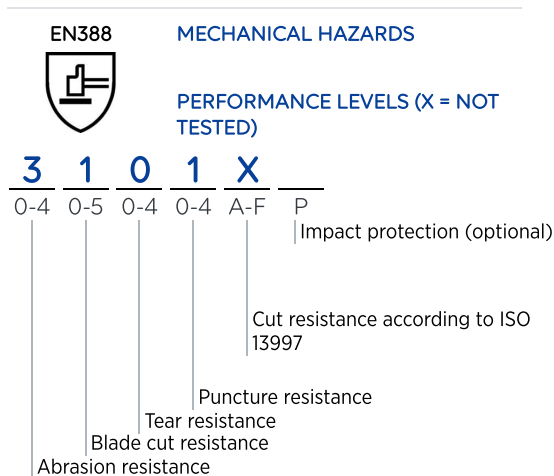 EN388
MECHANICAL HAZARDS
PERFORMANCE LEVELS (X = NOT
TESTED)
3 1 0 1 X
0-4 0-5 0-4 0-4 A-F P
Impact protection (optional)
Cut resistance according to ISO
13997
Puncture resistance
Tear resistance
Blade cut resistance
Abrasion resistance